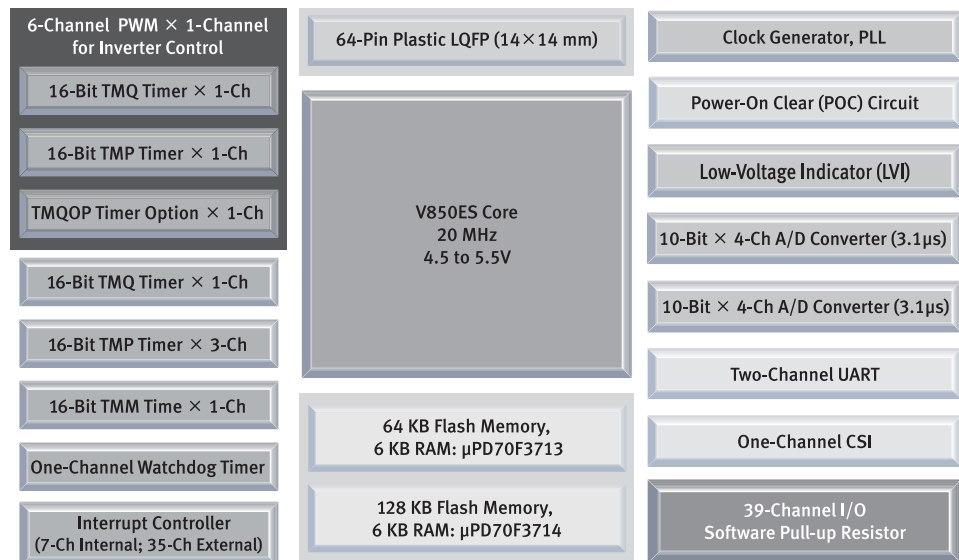 6-Channel PWM × 1-Channel
for Inverter Control
16-Bit TMQ Timer × 1-Ch
16-Bit TMP Timer × 1-Ch
TMQOP Timer Option × 1-Ch
16-Bit TMQ Timer × 1-Ch
16-Bit TMP Timer × 3-Ch
16-Bit TMM Time × 1-Ch
One-Channel Watchdog Timer
Interrupt Controller
(7-Ch Internal; 35-Ch External)
64-Pin Plastic LQFP (14×14 mm)
V850ES Core
20 MHz
4.5 to 5.5V
64 KB Flash Memory,
6 KB RAM: µPD70F3713
128 KB Flash Memory,
6 KB RAM: µPD70F3714
Clock Generator, PLL
Power-On Clear (POC) Circuit
Low-Voltage Indicator (LVI)
10-Bit × 4-Ch A/D Converter (3.1µs)
10-Bit × 4-Ch A/D Converter (3.1µs)
Two-Channel UART
One-Channel CSI
39-Channel I/O
Software Pull-up Resistor